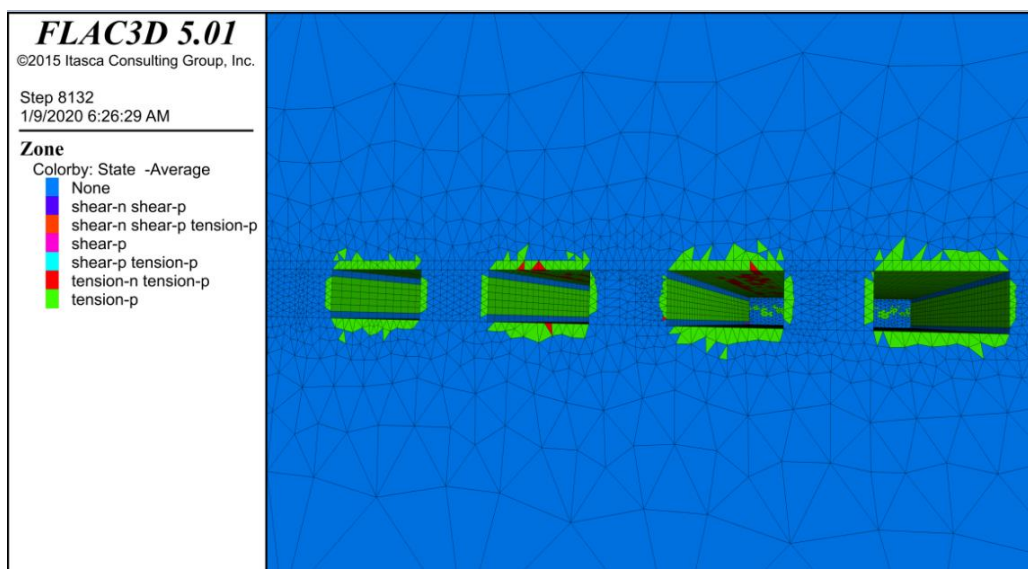 FLAC3D 5.01
©2015 Itasca Consulting Group, Inc.
Step 8132
1/9/2020 6:26:29 AM
Zone
Colorby: State -Average
None
shear-n shear-p
shear-n shear-p tension-p
shear-p
shear-p tension-p
tension-n tension-p
tension-p